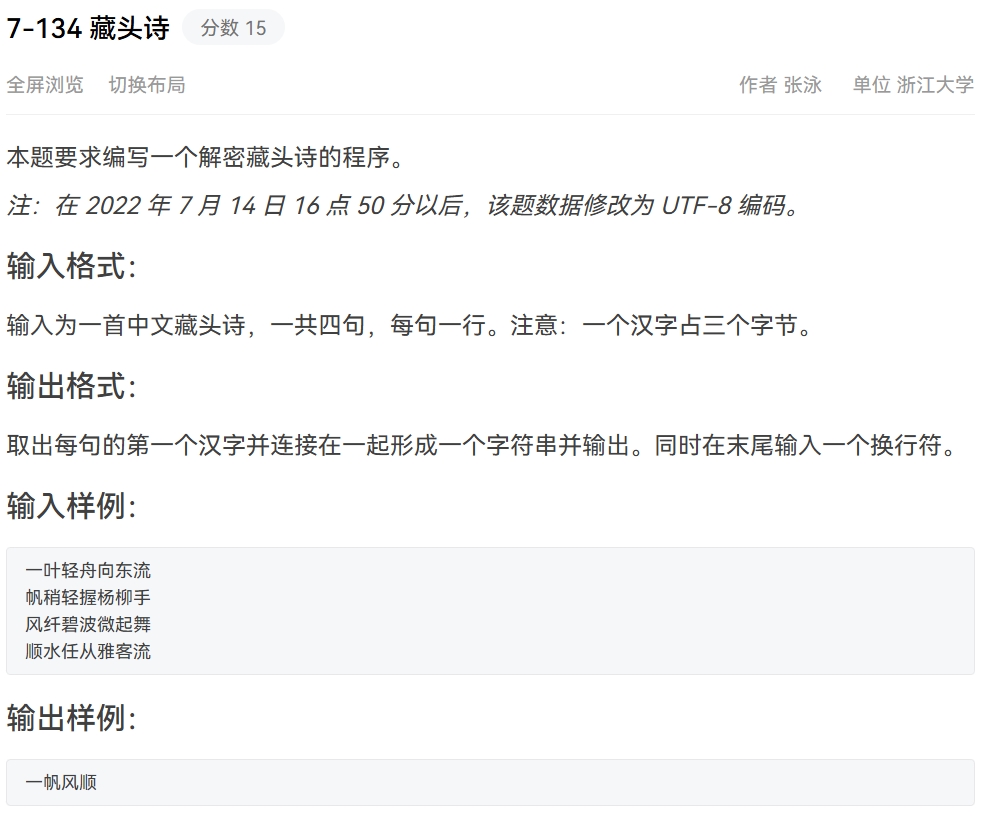 7-134 藏头诗 分数 15
全屏浏览 切换布局 作者 张泳 单位 浙江大学
本题要求编写一个解密藏头诗的程序。
注：在 2022 年 7 月 14 日 16 点 50 分以后，该题数据修改为 UTF-8 编码。
输入格式：
输入为一首中文藏头诗，一共四句，每句一行。注意：一个汉字占三个字节。
输出格式：
取出每句的第一个汉字并连接在一起形成一个字符串并输出。同时在末尾输入一个换行符。
输入样例：
一叶轻舟向东流
帆稍轻握杨柳手
风纤碧波微起舞
顺水任从雅客流
输出样例：
一帆风顺